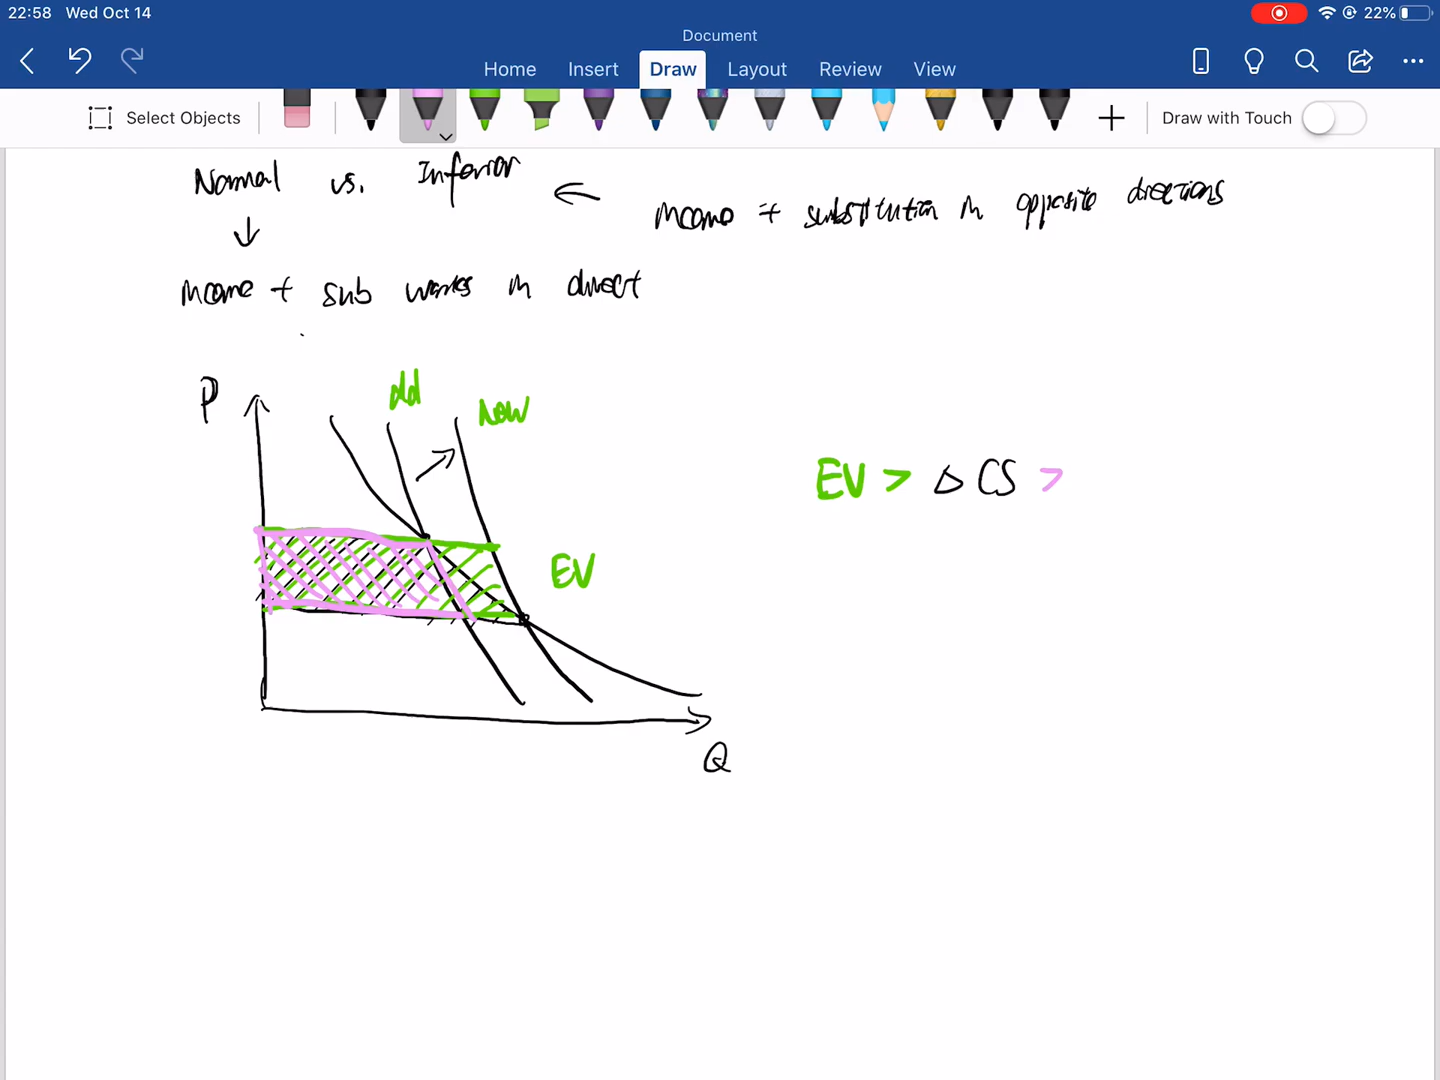 22:58 Wed Oct 14 22%
Document
Home Insert Draw Layout Review View
Select Objects Draw with Touch
Normal vs. Inferior
income + substitution in opposite directions
income + sub works in direct
P
old
new
EV > △ CS >
EV
Q